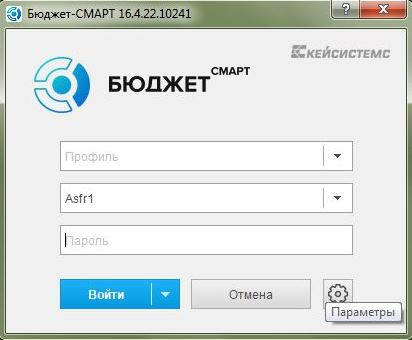 Бюджет-СМАРТ 16.4.22.10241
КЕЙСИСТЕМС
БЮДЖЕТ СМАРТ
Профиль
Asfr1
Пароль
Войти
Отмена
Параметры